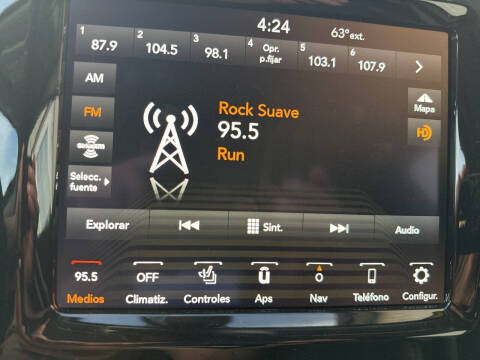 4:24
63° ext.
1 87.9
2 104.5
3 98.1
4 Opr. p.fijar
5 103.1
6 107.9
AM
FM
SiriusXM
Selecc. fuente
Rock Suave
95.5
Run
Mapa
HD
Explorar
Sint.
Audio
95.5
OFF
Medios
Climatiz.
Controles
Aps
Nav
Teléfono
Configur.